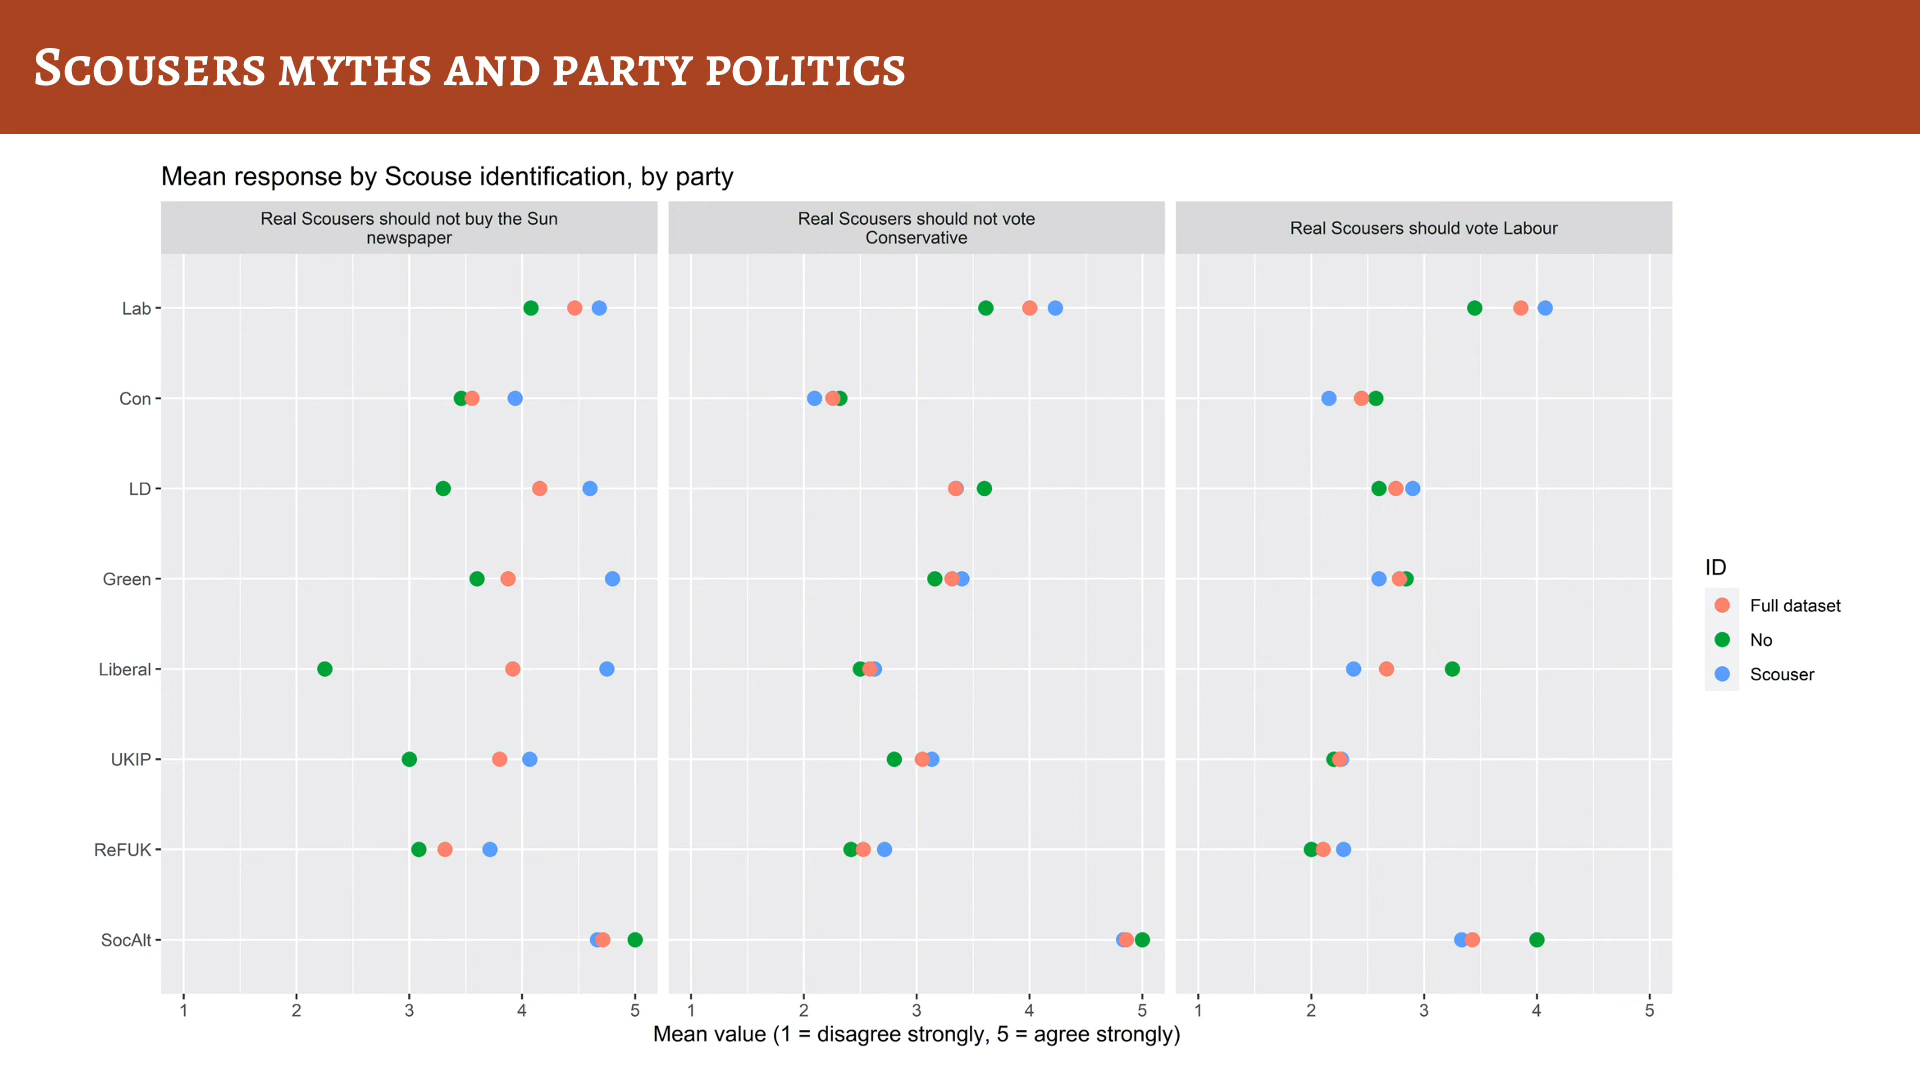 Scousers myths and party politics
Mean response by Scouse identification, by party
Real Scousers should not buy the Sun
newspaper
Real Scousers should not vote
Conservative
Real Scousers should vote Labour
Lab
Con
LD
Green
Liberal
UKIP
ReFUK
SocAlt
1 2 3 4 5 1 2 3 4 5 1 2 3 4 5
Mean value (1 = disagree strongly, 5 = agree strongly)
ID
Full dataset
No
Scouser